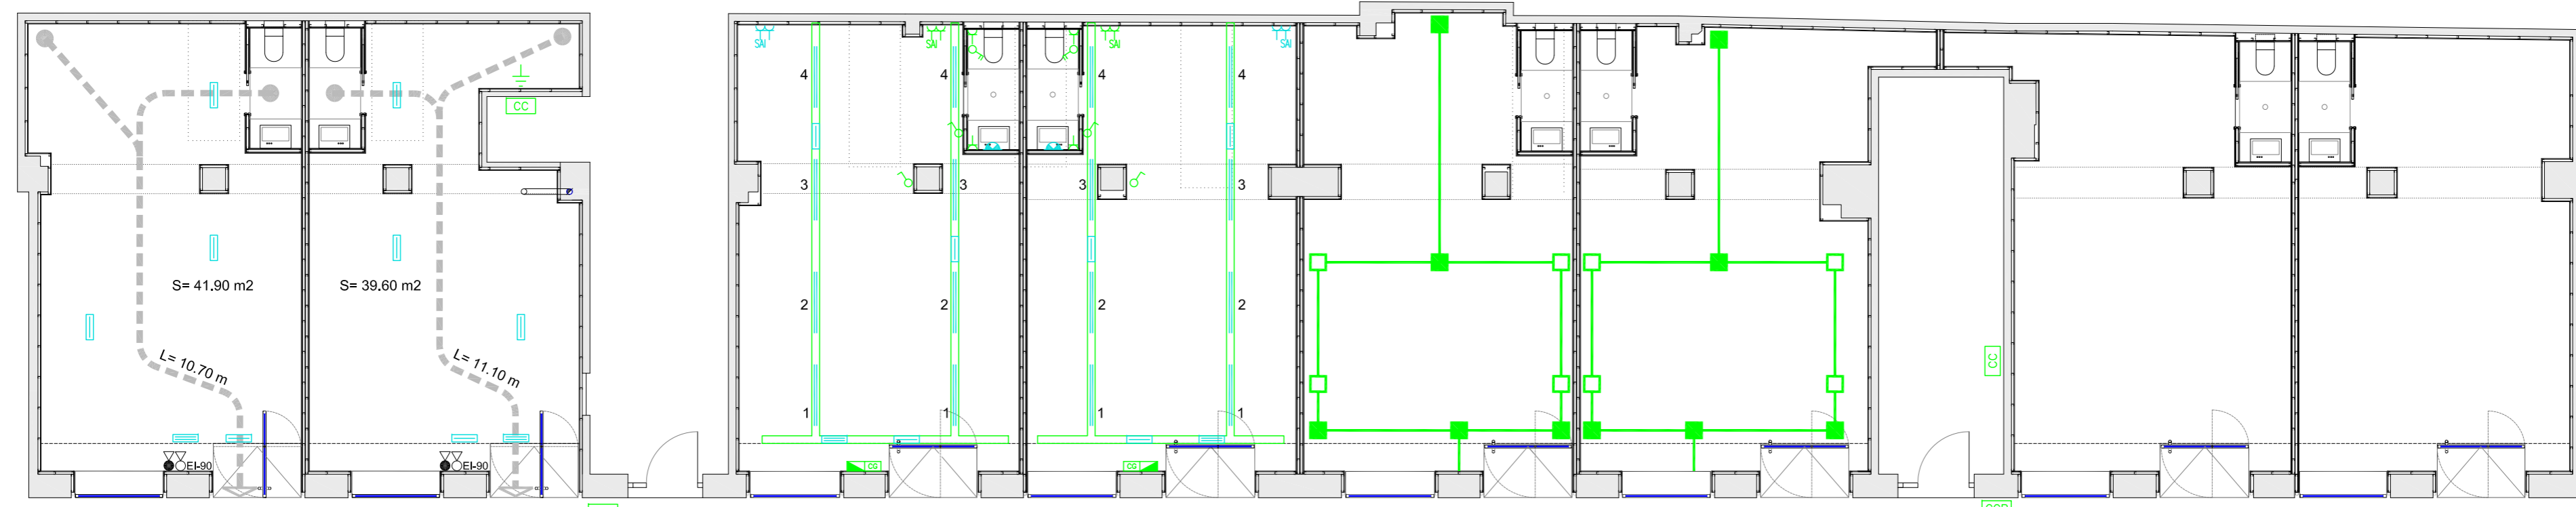 SAI
SAI
SAI
SAI
4
4
4
4
CC
3
3
3
3
S= 41.90 m2
S= 39.60 m2
2
2
2
2
L= 10.70 m
L= 11.10 m
CC
1
1
1
1
EI-90
EI-90
CG
CG